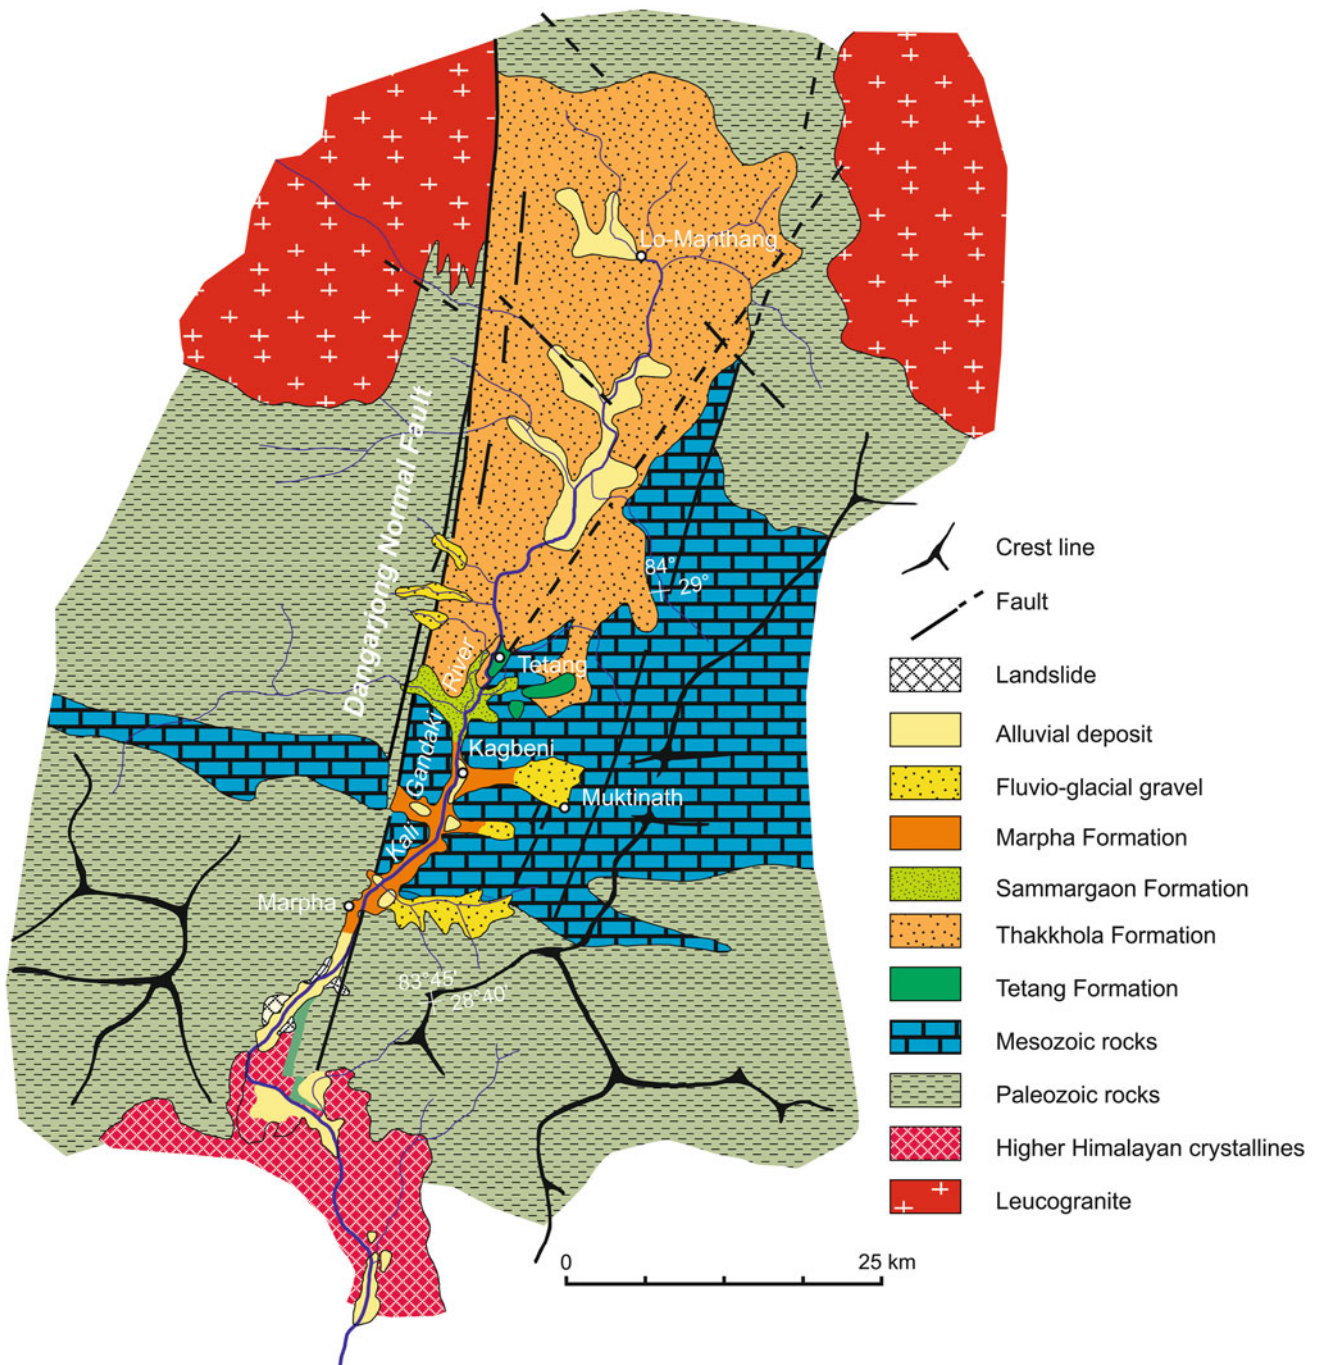 Lo-Manthang
Dangarjong Normal Fault
84°
29°
Tetang
Kali Gandaki River
Kagbeni
Muktinath
Marpha
83°45'
28°40'
Crest line
Fault
Landslide
Alluvial deposit
Fluvio-glacial gravel
Marpha Formation
Sammargaon Formation
Thakkhola Formation
Tetang Formation
Mesozoic rocks
Paleozoic rocks
Higher Himalayan crystallines
Leucogranite
0 25 km